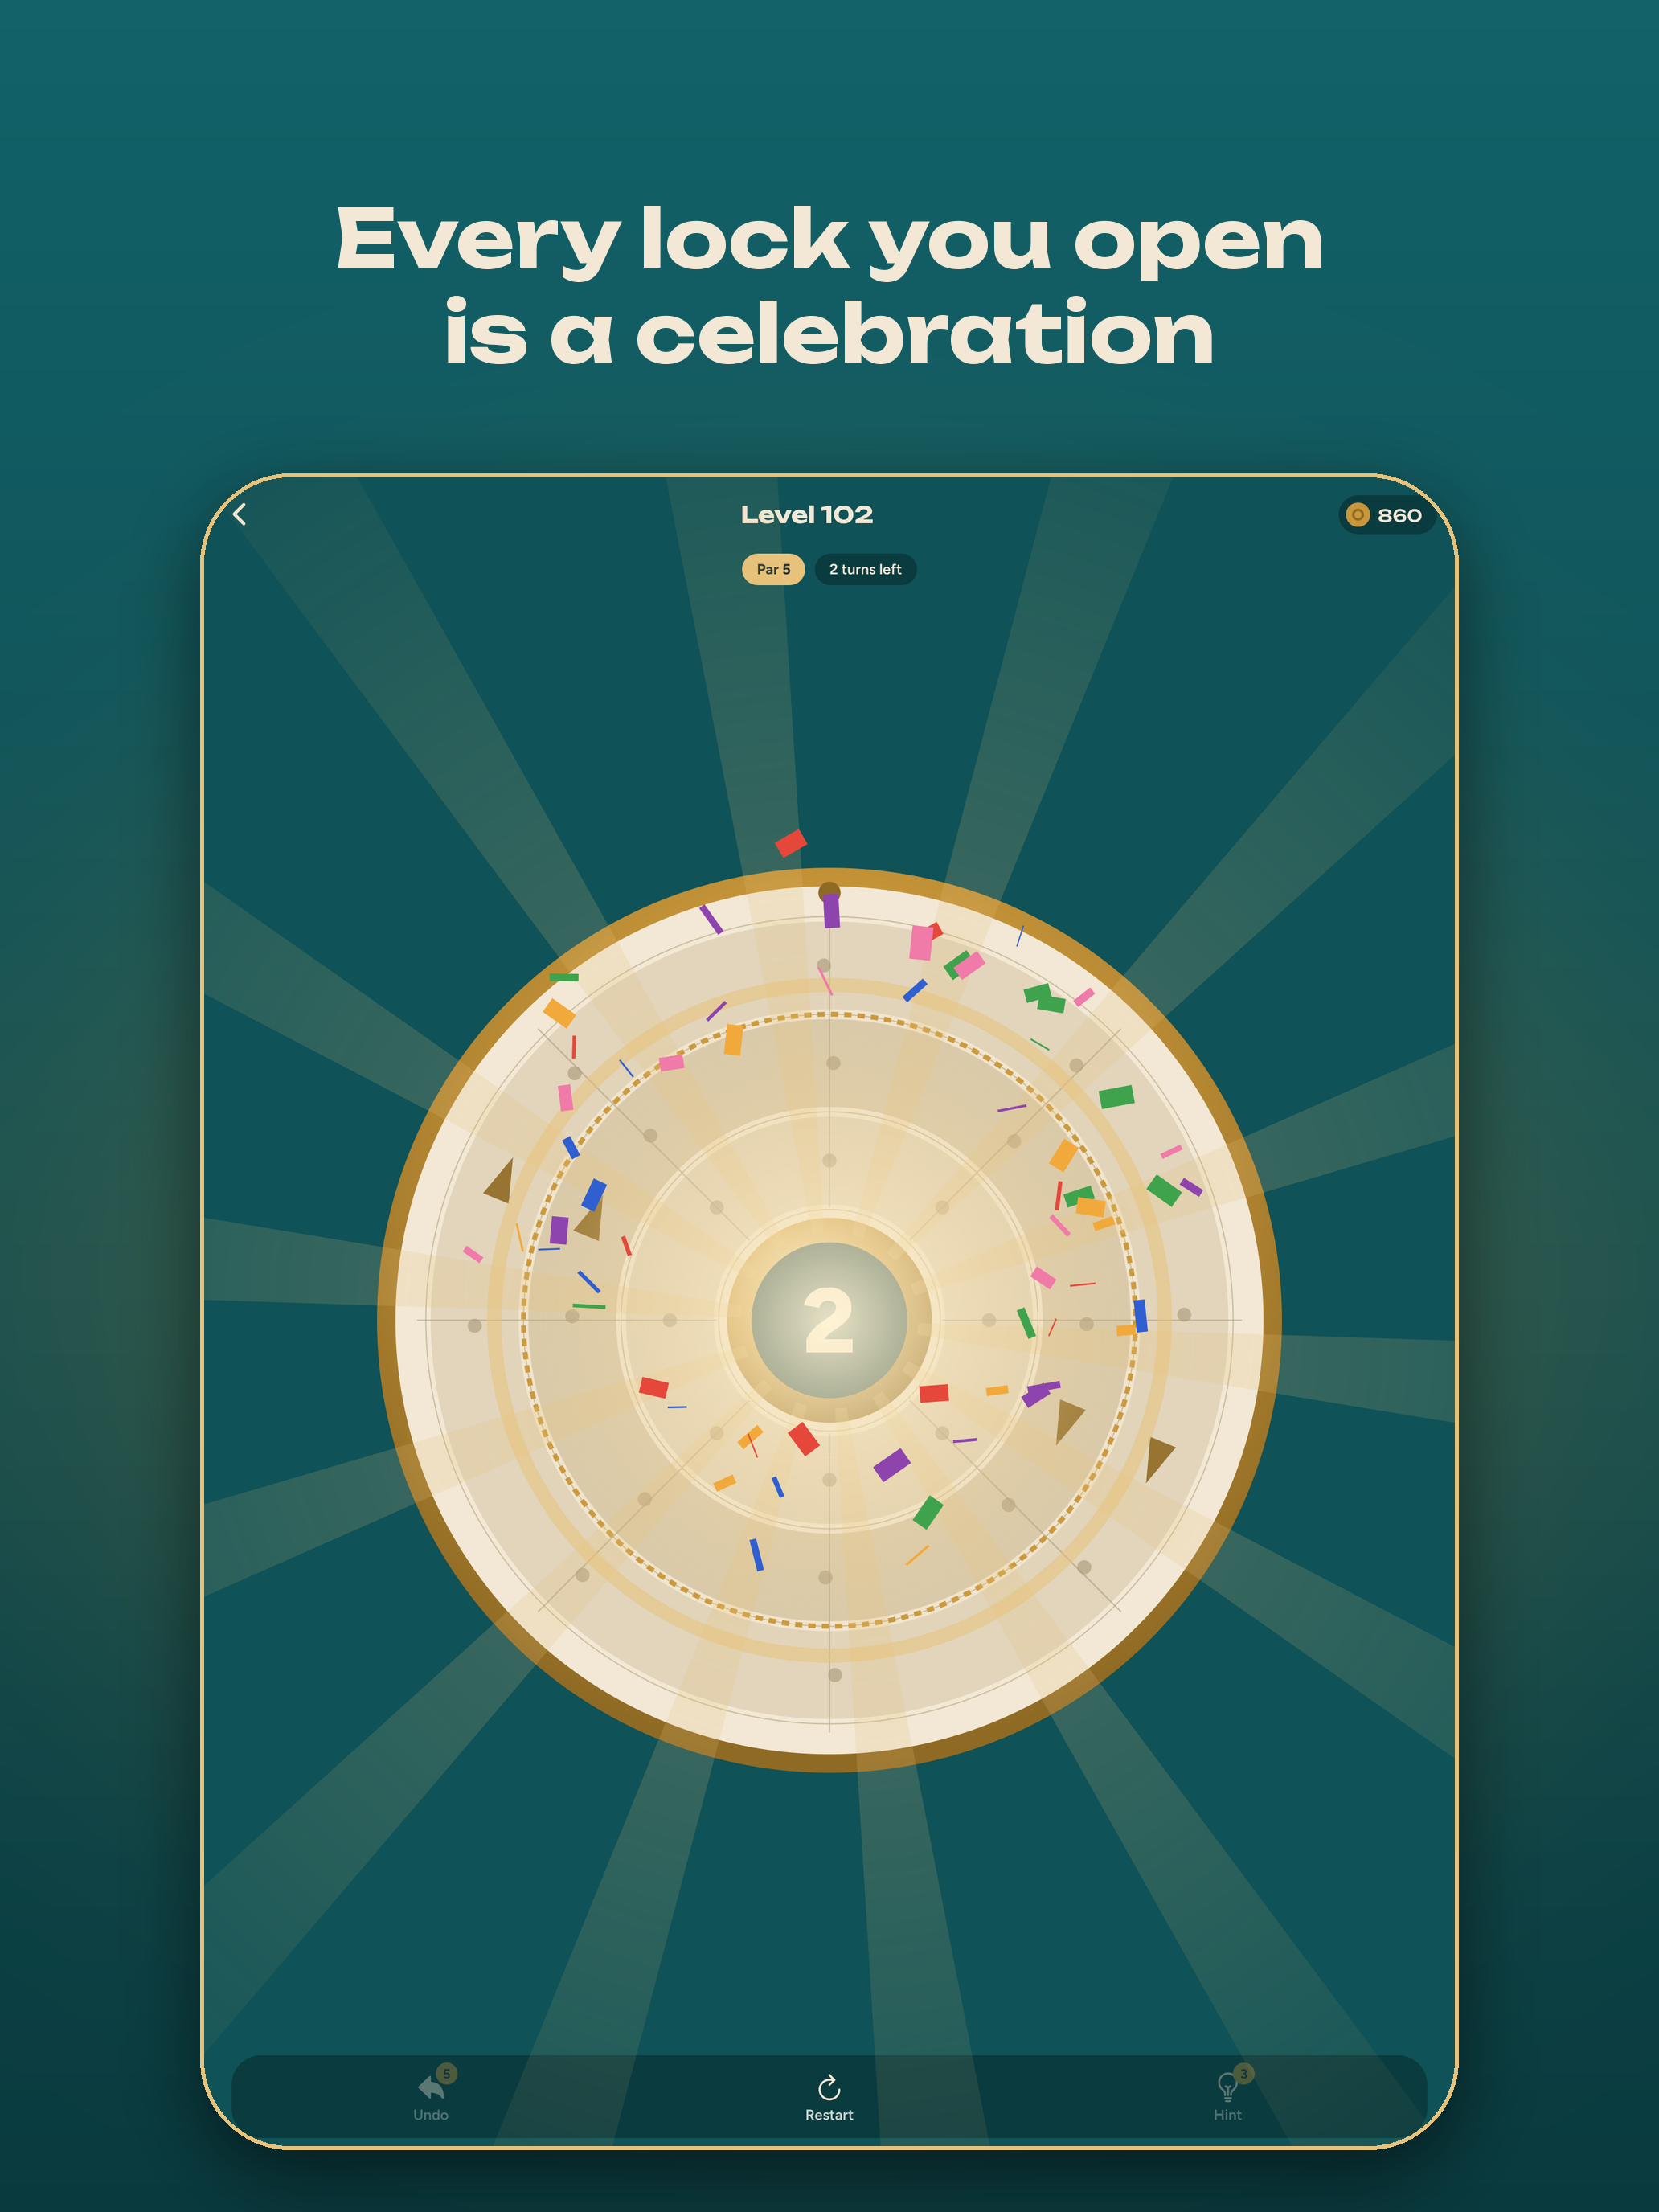 Every lock you open
is a celebration
Level 102
860
Par 5
2 turns left
2
5
Undo
Restart
3
Hint